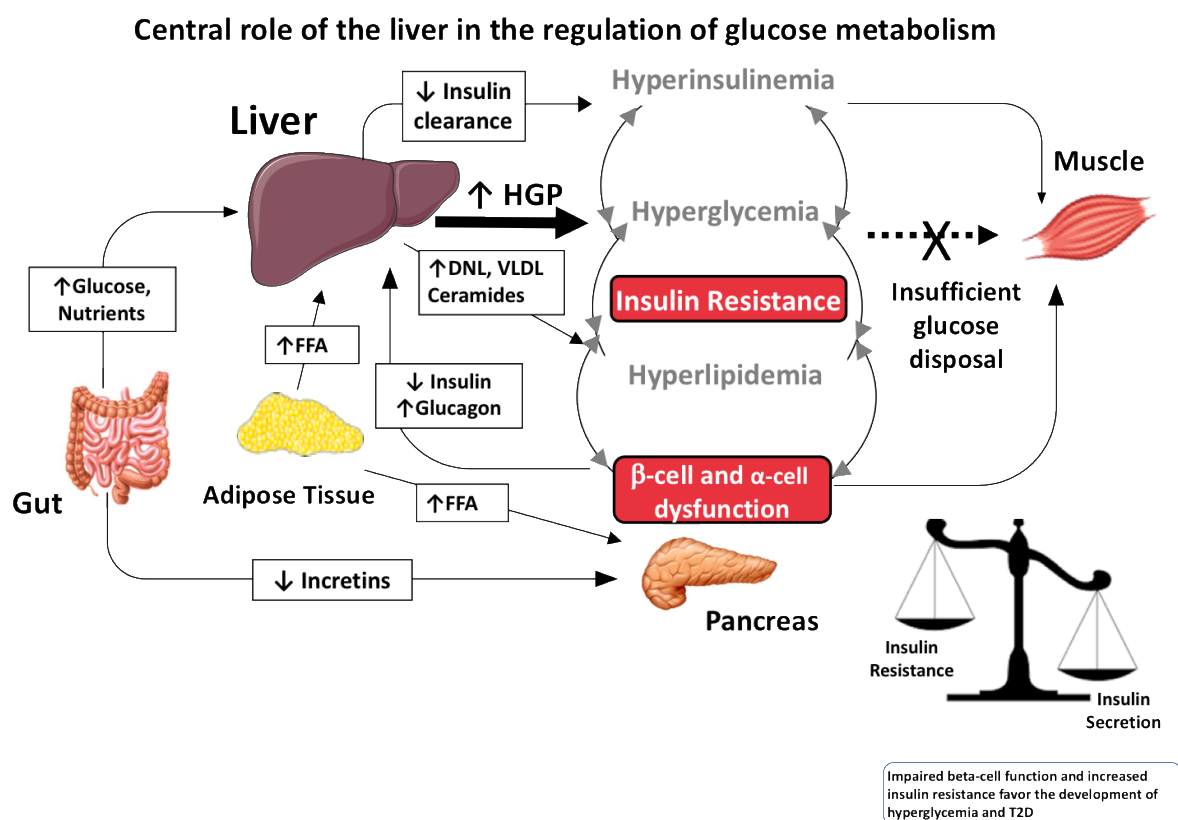 Central role of the liver in the regulation of glucose metabolism
↓ Insulin
clearance
Hyperinsulinemia
Liver
Muscle
↑ HGP
Hyperglycemia
X
↑Glucose,
Nutrients
↑DNL, VLDL
Ceramides
Insulin Resistance
Insufficient
glucose
disposal
↑FFA
Hyperlipidemia
↓ Insulin
↑Glucagon
Gut
Adipose Tissue
↑FFA
β-cell and α-cell
dysfunction
↓ Incretins
Pancreas
Insulin
Resistance
Insulin
Secretion
Impaired beta-cell function and increased
insulin resistance favor the development of
hyperglycemia and T2D